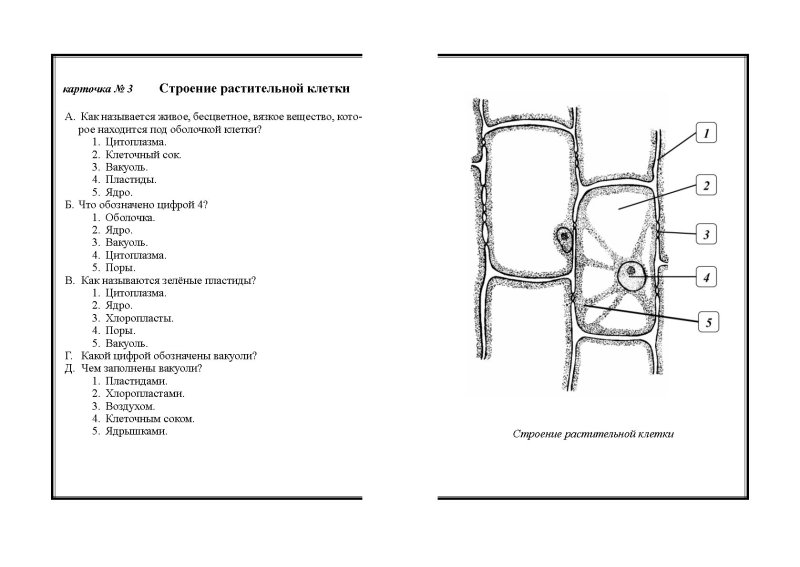 карточка № 3 Строение растительной клетки
А. Как называется живое, бесцветное, вязкое вещество, кото-
рое находится под оболочкой клетки?
1. Цитоплазма.
2. Клеточный сок.
3. Вакуоль.
4. Пластиды.
5. Ядро.
Б. Что обозначено цифрой 4?
1. Оболочка.
2. Ядро.
3. Вакуоль.
4. Цитоплазма.
5. Поры.
В. Как называются зелёные пластиды?
1. Цитоплазма.
2. Ядро.
3. Хлоропласты.
4. Поры.
5. Вакуоль.
Г. Какой цифрой обозначены вакуоли?
Д. Чем заполнены вакуоли?
1. Пластидами.
2. Хлоропластами.
3. Воздухом.
4. Клеточным соком.
5. Ядрышками.
1
2
3
4
5
Строение растительной клетки